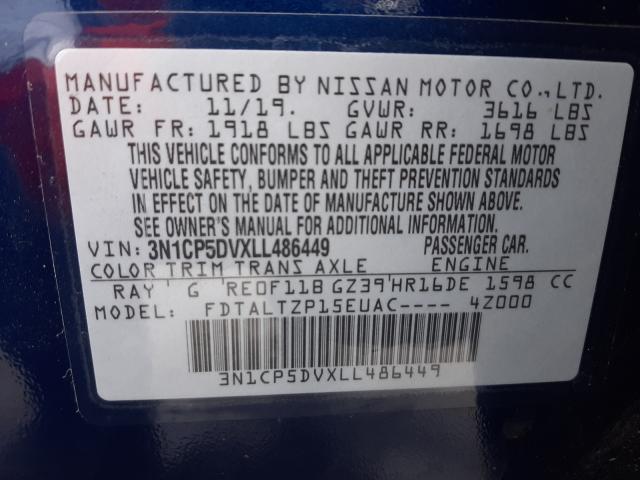 MANUFACTURED BY NISSAN MOTOR CO.,LTD.
DATE: 11/19. GVWR: 3616 LBS
GAWR FR: 1918 LBS GAWR RR: 1698 LBS
THIS VEHICLE CONFORMS TO ALL APPLICABLE FEDERAL MOTOR
VEHICLE SAFETY, BUMPER AND THEFT PREVENTION STANDARDS
IN EFFECT ON THE DATE OF MANUFACTURE SHOWN ABOVE.
SEE OWNER'S MANUAL FOR ADDITIONAL INFORMATION.
VIN: 3N1CP5DVXLL486449 PASSENGER CAR.
COLOR TRIM TRANS AXLE ENGINE
RAY G RE0F11B GZ39 HR16DE 1598 CC
FDTALTZP15EUAC---- 4Z000
3N1CP5DVXLL486449